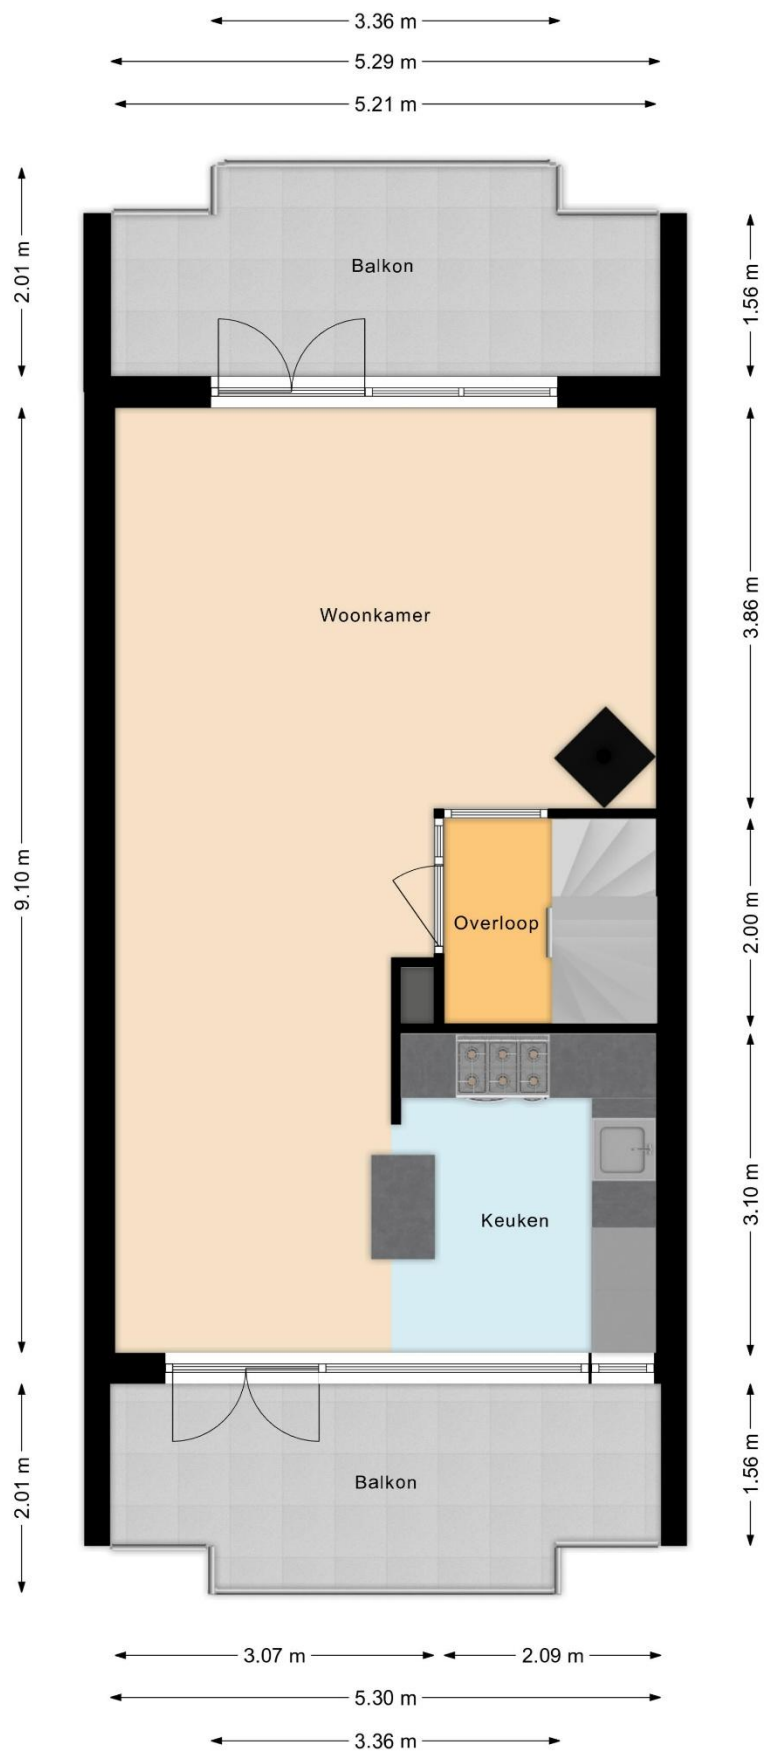 3.36 m
5.29 m
5.21 m
2.01 m
Balkon
1.56 m
Woonkamer
3.86 m
9.10 m
Overloop
2.00 m
Keuken
3.10 m
2.01 m
Balkon
1.56 m
3.07 m
2.09 m
5.30 m
3.36 m